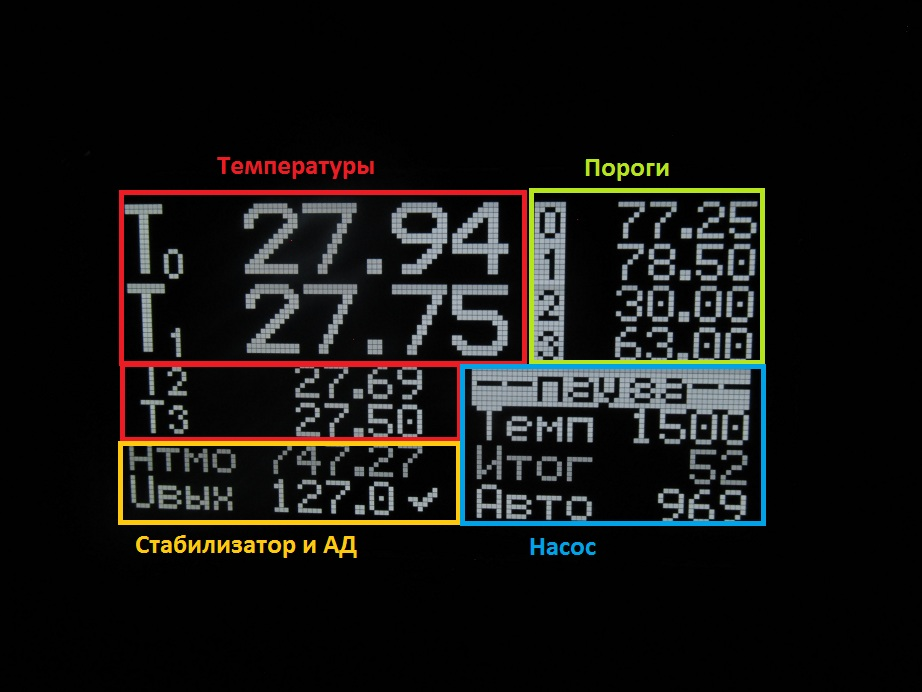 Температуры
T0 27.94
T1 27.75
T2 27.69
T3 27.50
Атмо 747.27
Uвых 127.0 ✓
Стабилизатор и АД
Пороги
0 77.25
1 78.50
2 30.00
63.00
Пауза
Темп 1500
Итог 52
Авто 969
Насос